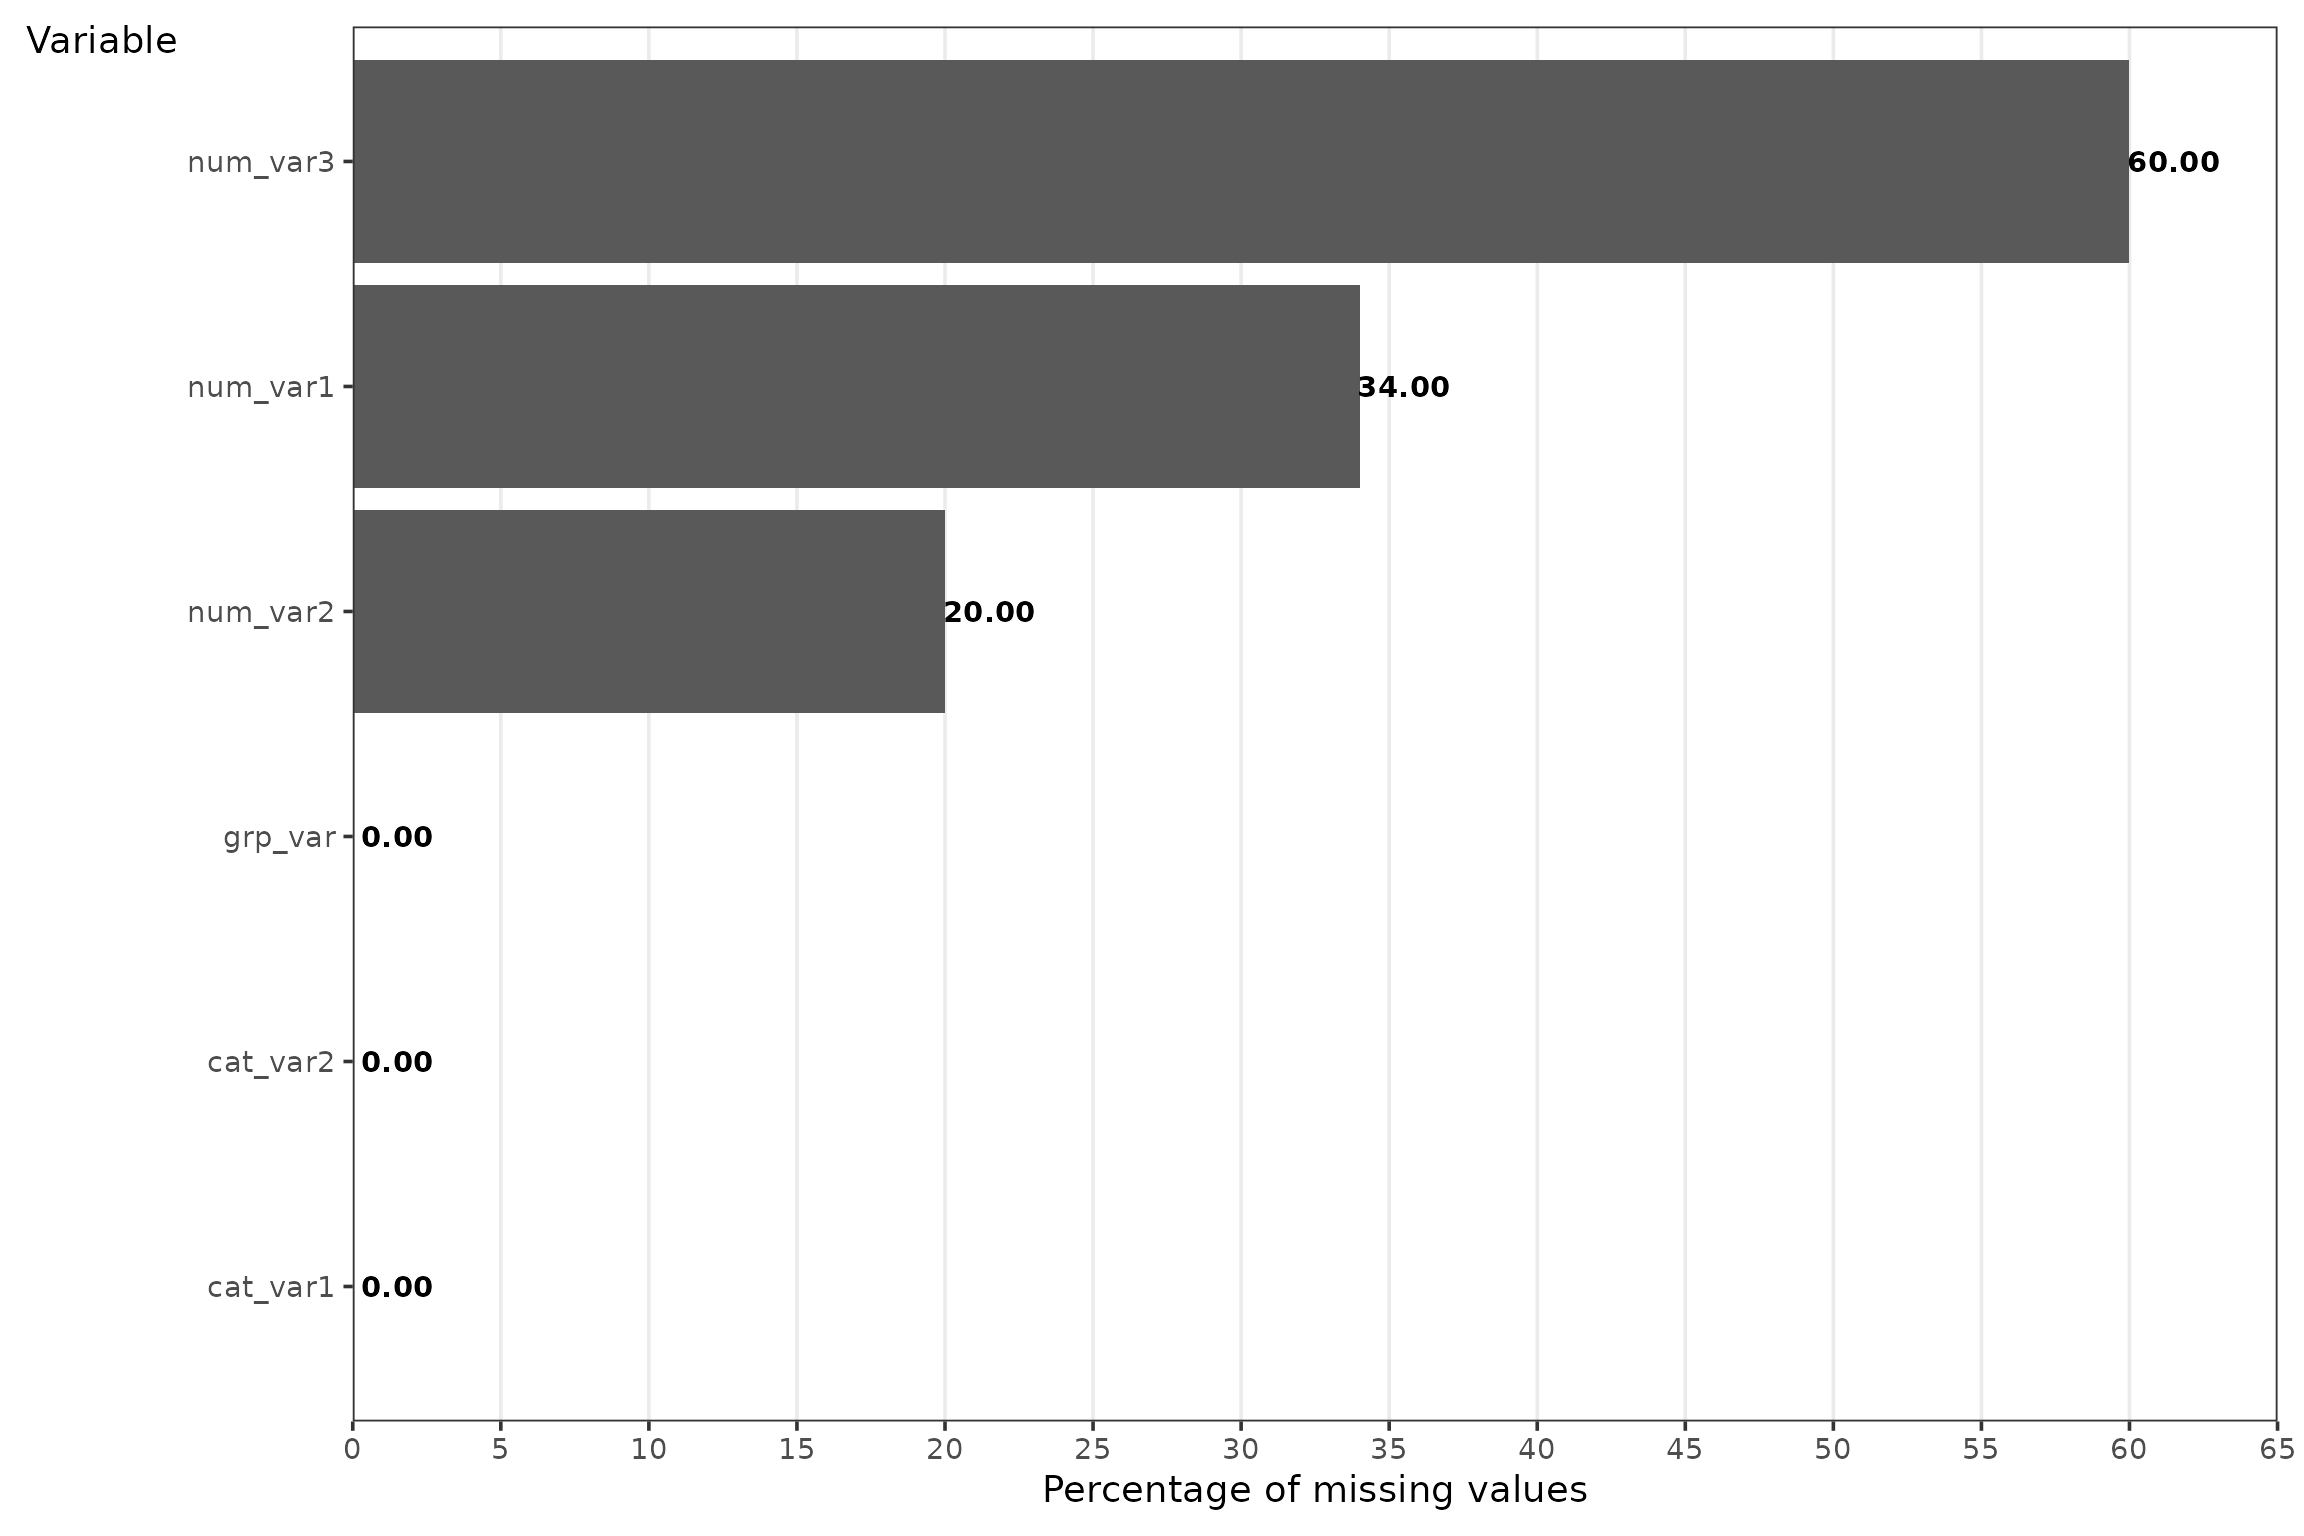 Variable
num_var3 60.00
num_var1 34.00
num_var2 20.00
grp_var 0.00
cat_var2 0.00
cat_var1 0.00
0 5 10 15 20 25 30 35 40 45 50 55 60 65
Percentage of missing values